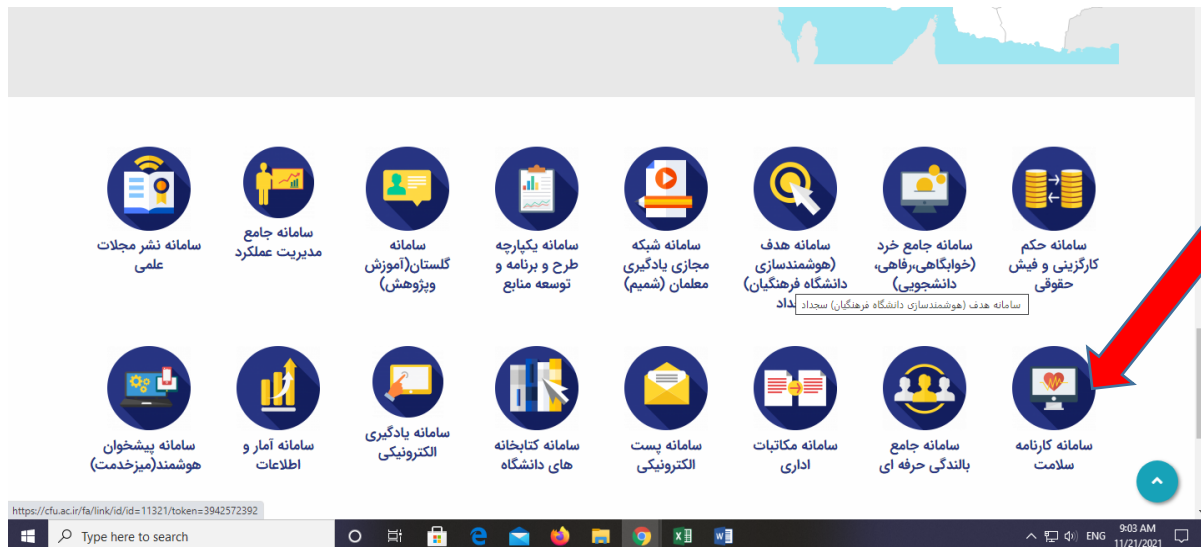 سامانه حکم
کارگزینی و فیش
حقوقی
سامانه جامع خرد
(خوابگاهی،رفاهی،
دانشجویی)
سامانه هدف
(هوشمندسازی
دانشگاه فرهنگیان)
داد
سامانه هدف (هوشمندسازی دانشگاه فرهنگیان) سجداد
سامانه شبکه
مجازی یادگیری
معلمان (شمیم)
سامانه یکپارچه
طرح و برنامه و
توسعه منابع
سامانه
گلستان(آموزش
وپژوهش)
سامانه جامع
مدیریت عملکرد
سامانه نشر مجلات
علمی
سامانه کارنامه
سلامت
سامانه جامع
بالندگی حرفه ای
سامانه مکاتبات
اداری
سامانه پست
الکترونیکی
سامانه کتابخانه
های دانشگاه
سامانه یادگیری
الکترونیکی
سامانه آمار و
اطلاعات
سامانه پیشخوان
هوشمند(میزخدمت)
https://cfu.ac.ir/fa/link/id/id=11321/token=3942572392
Type here to search
ENG
9:03 AM
11/21/2021